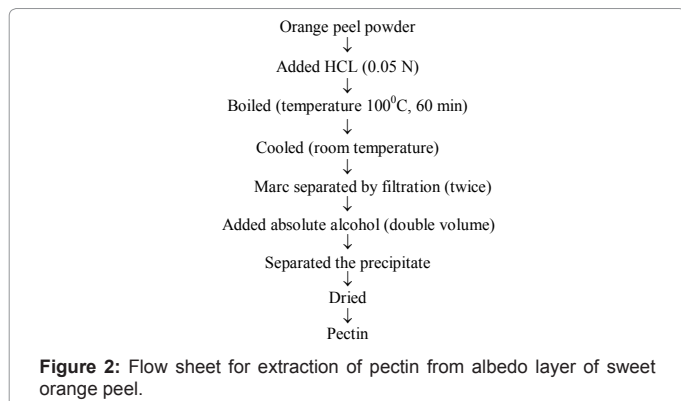 Orange peel powder
↓
Added HCL (0.05 N)
↓
Boiled (temperature 100⁰C, 60 min)
↓
Cooled (room temperature)
↓
Marc separated by filtration (twice)
↓
Added absolute alcohol (double volume)
↓
Separated the precipitate
↓
Dried
↓
Pectin
Figure 2: Flow sheet for extraction of pectin from albedo layer of sweet
orange peel.